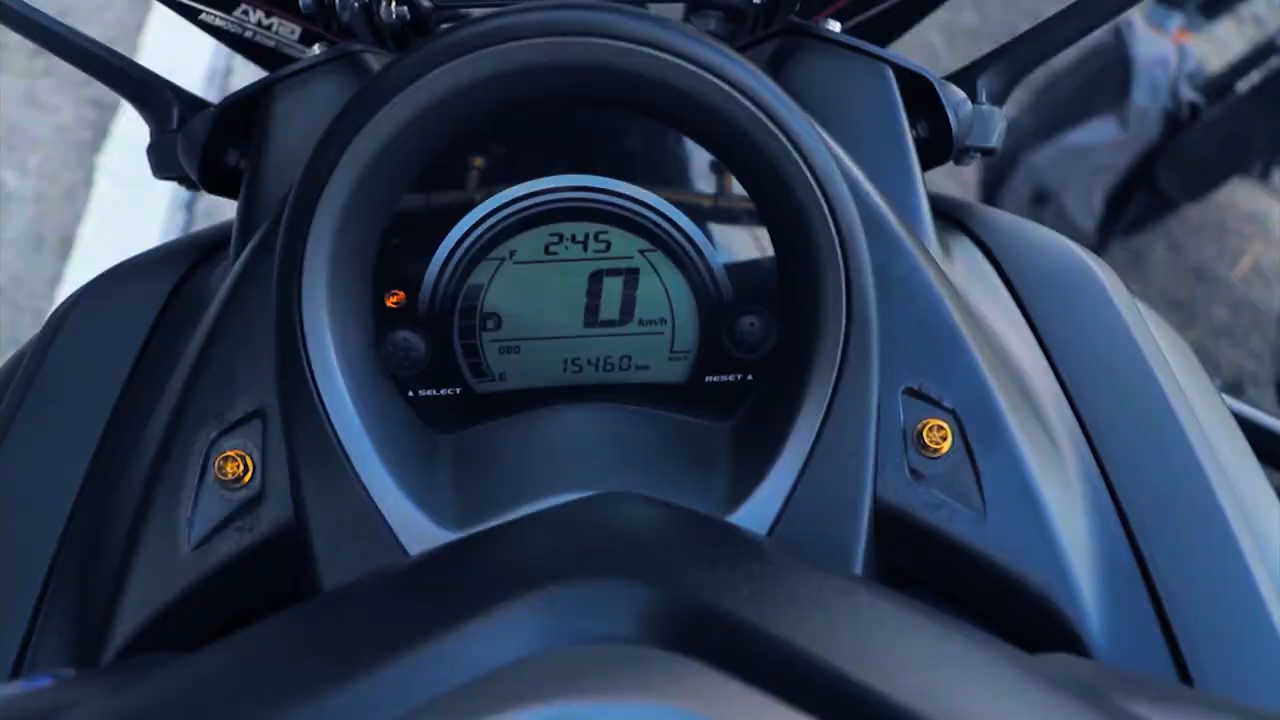 F 2:45
0 km/h
ODO
15460 km
E
▲ SELECT
RESET ▲